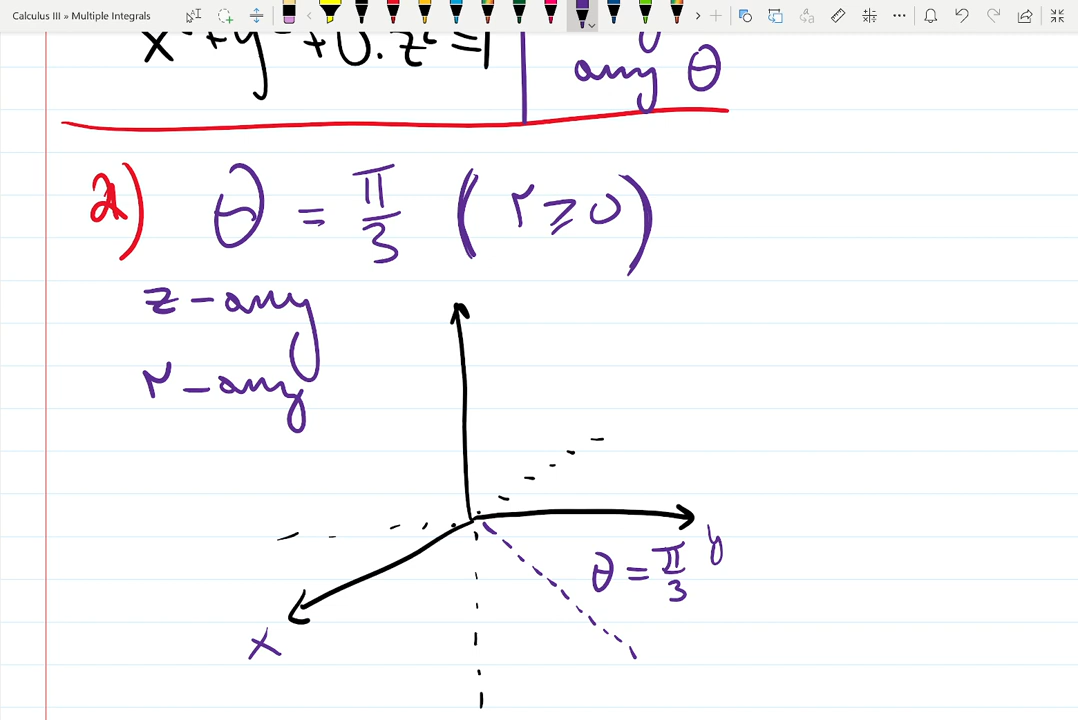 Calculus III » Multiple Integrals
x²+y²+0·z²=1
any θ
2) θ = π/3 (r ≥ 0)
z – any
r – any
y
θ = π/3
x